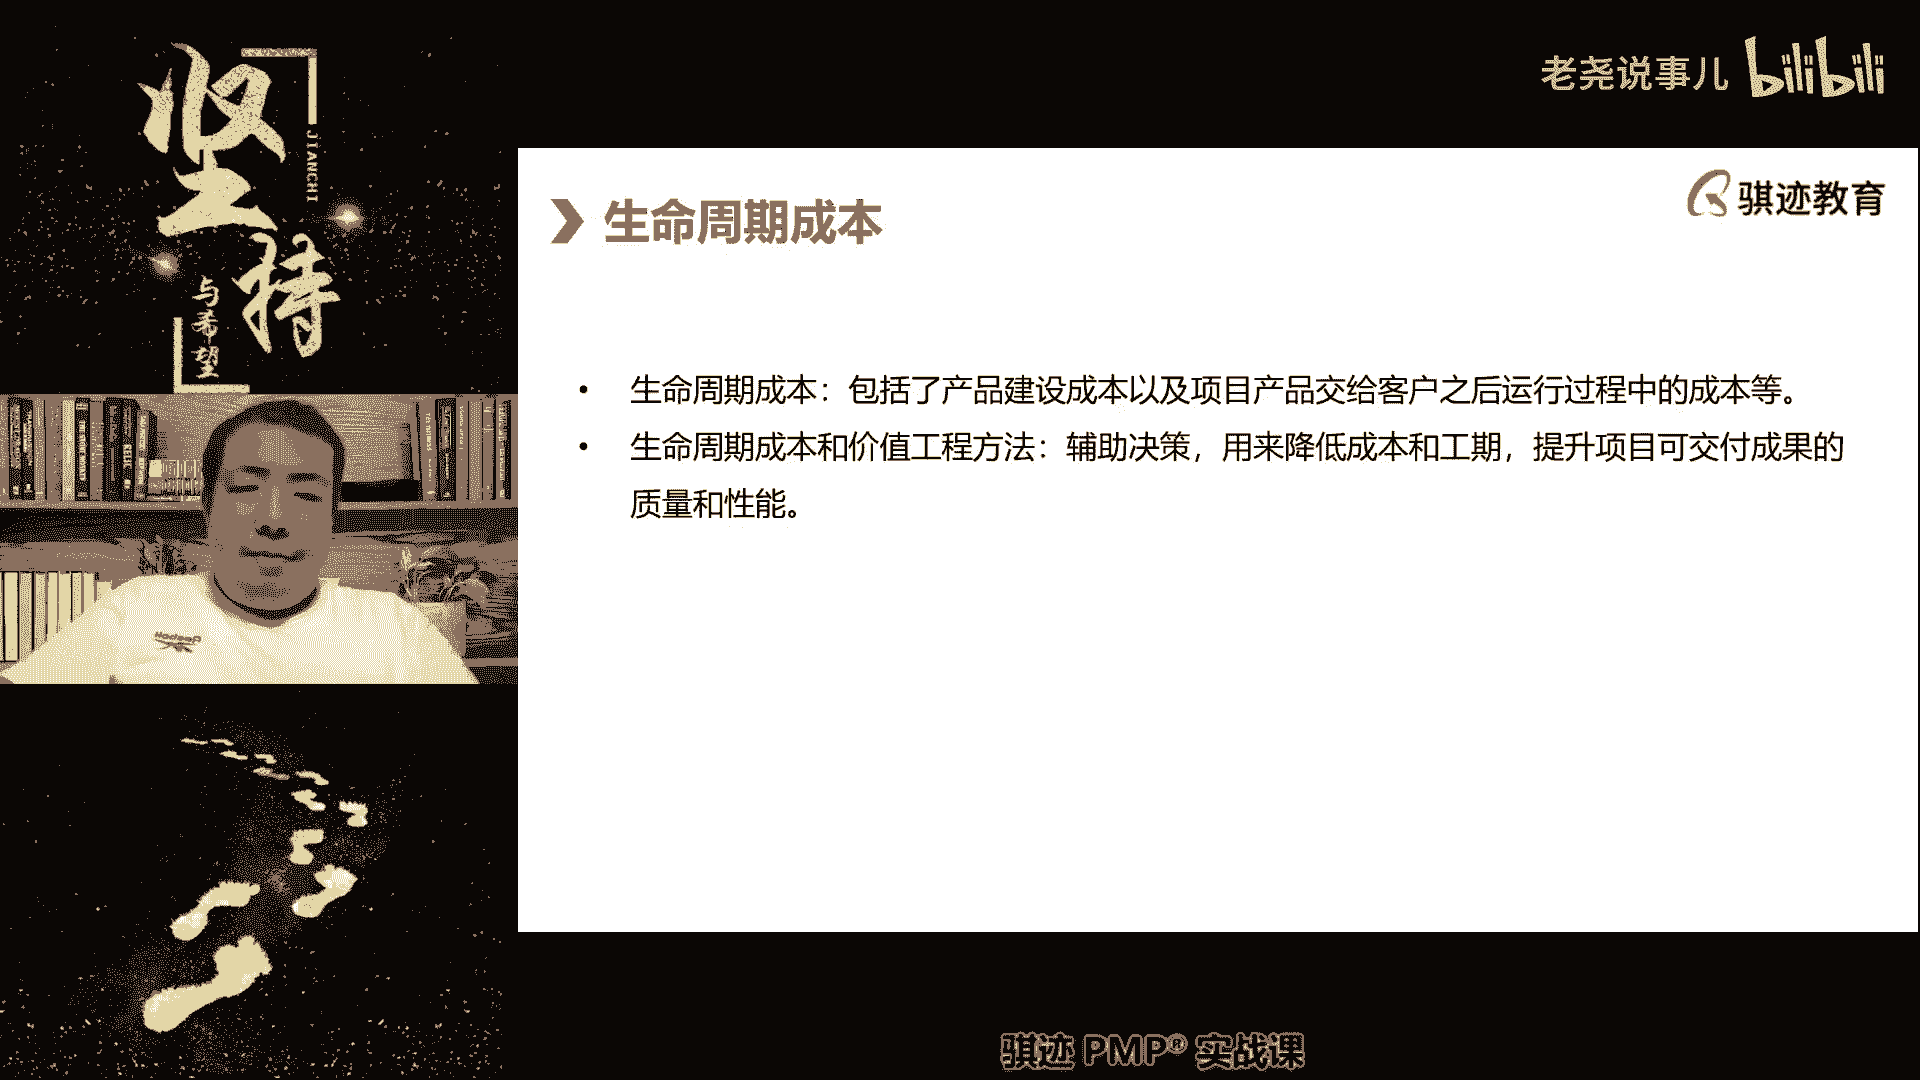 坚持
JIANCHI
与希望
老尧说事儿 bilibili
骐迹教育
生命周期成本
• 生命周期成本：包括了产品建设成本以及项目产品交给客户之后运行过程中的成本等。
• 生命周期成本和价值工程方法：辅助决策，用来降低成本和工期，提升项目可交付成果的
质量和性能。
Reebok
骐迹 PMP® 实战课